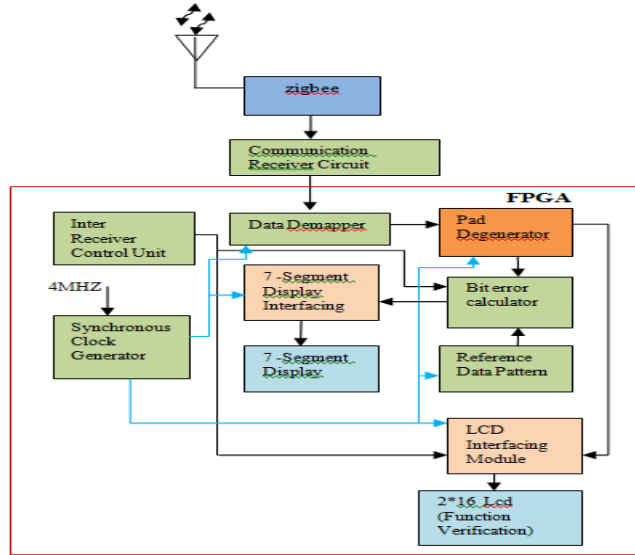 zigbee
Communication
Receiver Circuit
FPGA
Inter
Receiver
Control Unit
Data Demapper
Pad
Degenerator
4MHZ
7 -Segment
Display
Interfacing
Bit error
calculator
Synchronous
Clock
Generator
7 -Segment
Display
Reference
Data Pattern
LCD
Interfacing
Module
2*16 Lcd
(Function
Verification)